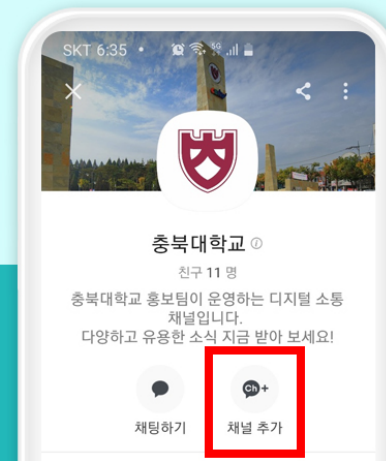 SKT 6:35
5G
충북대학교
친구 11 명
충북대학교 홍보팀이 운영하는 디지털 소통
채널입니다.
다양하고 유용한 소식 지금 받아 보세요!
Ch+
채팅하기
채널 추가